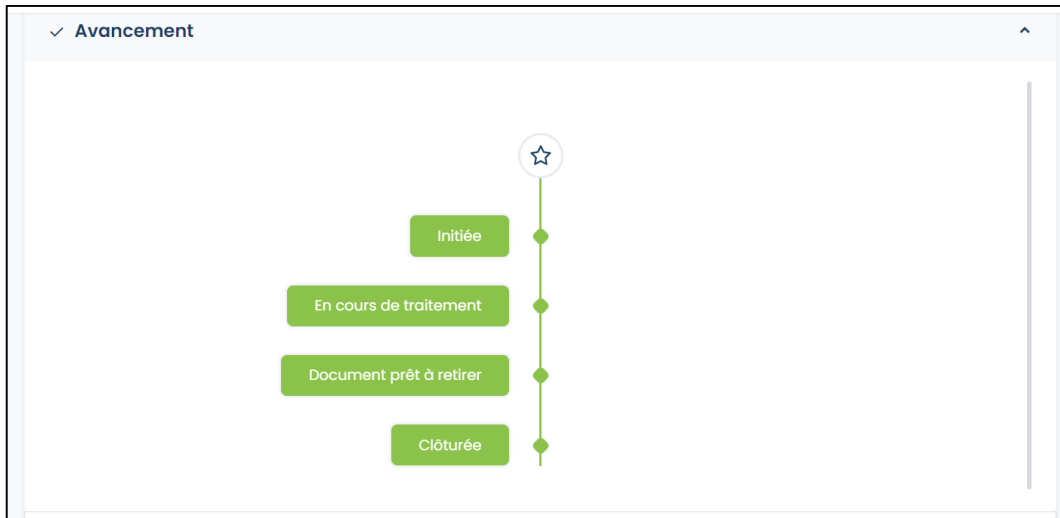 Avancement
Initiée
En cours de traitement
Document prêt à retirer
Clôturée